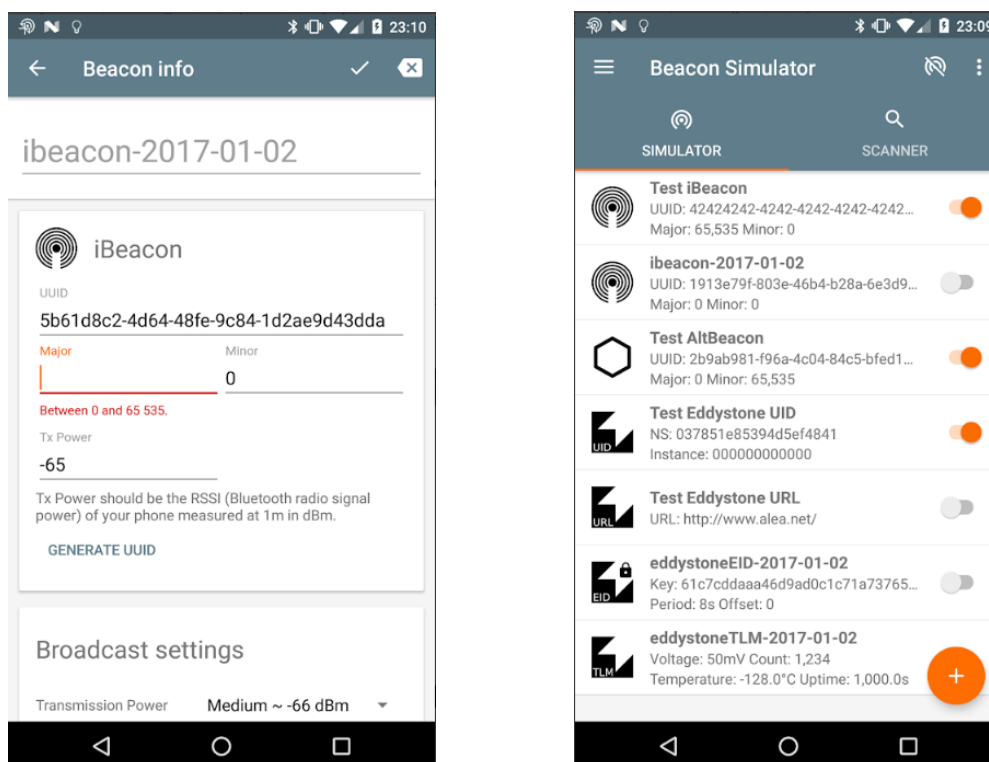 23:10
Beacon info
ibeacon-2017-01-02
iBeacon
UUID
5b61d8c2-4d64-48fe-9c84-1d2ae9d43dda
Major Minor
0
Between 0 and 65 535.
Tx Power
-65
Tx Power should be the RSSI (Bluetooth radio signal
power) of your phone measured at 1m in dBm.
GENERATE UUID
Broadcast settings
Transmission Power Medium ~ -66 dBm
23:09
Beacon Simulator
SIMULATOR SCANNER
Test iBeacon
UUID: 42424242-4242-4242-4242-4242...
Major: 65,535 Minor: 0
ibeacon-2017-01-02
UUID: 1913e79f-803e-46b4-b28a-6e3d9...
Major: 0 Minor: 0
Test AltBeacon
UUID: 2b9ab981-f96a-4c04-84c5-bfed1...
Major: 0 Minor: 65,535
UID
Test Eddystone UID
NS: 037851e85394d5ef4841
Instance: 000000000000
URL
Test Eddystone URL
URL: http://www.alea.net/
EID
eddystoneEID-2017-01-02
Key: 61c7cddaaa46d9ad0c1c71a73765...
Period: 8s Offset: 0
TLM
eddystoneTLM-2017-01-02
Voltage: 50mV Count: 1,234
Temperature: -128.0°C Uptime: 1,000.0s